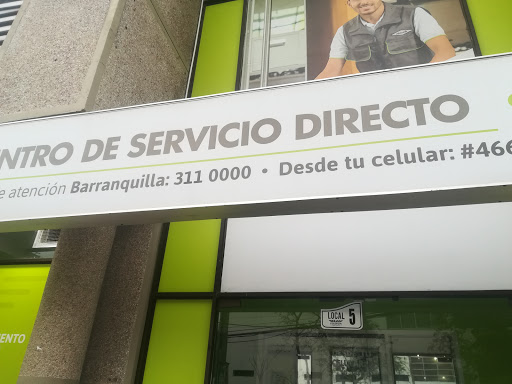 NTRO DE SERVICIO DIRECTO
e atención Barranquilla: 311 0000 • Desde tu celular: #466
LOCAL 5
ENTO